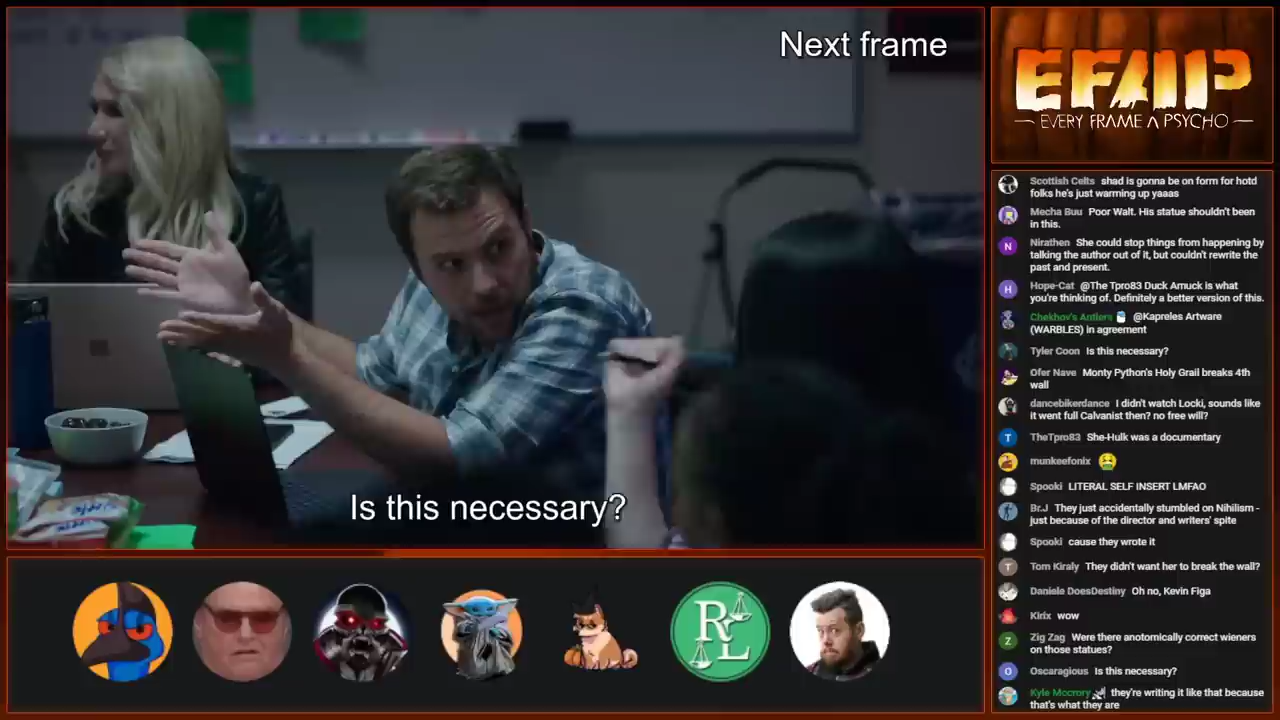 Next frame
Is this necessary?
EFAP
EVERY FRAME A PSYCHO
Scottish Celts shad is gonna be on form for hotd
folks he's just warming up yaaas
Mecha Buu Poor Walt. His statue shouldn't been
in this.
N
Nirathen She could stop things from happening by
talking the author out of it, but couldn't rewrite the
past and present.
H
Hope-Cat @The Tpro83 Duck Amuck is what
you're thinking of. Definitely a better version of this.
Chekhov's Antlers @Kapreles Artware
(WARBLES) in agreement
Tyler Coon Is this necessary?
Ofer Nave Monty Python's Holy Grail breaks 4th
wall
dancebikerdance I didn't watch Locki, sounds like
it went full Calvanist then? no free will?
T
TheTpro83 She-Hulk was a documentary
munkeefonix
Spooki LITERAL SELF INSERT LMFAO
Br.J They just accidentally stumbled on Nihilism -
just because of the director and writers' spite
Spooki cause they wrote it
T
Tom Kiraly They didn't want her to break the wall?
Daniele DoesDestiny Oh no, Kevin Figa
Kirix wow
Z
Zig Zag Were there anotomically correct wieners
on those statues?
O
Oscaragious Is this necessary?
Kyle Mccrory they're writing it like that because
that's what they are
RL